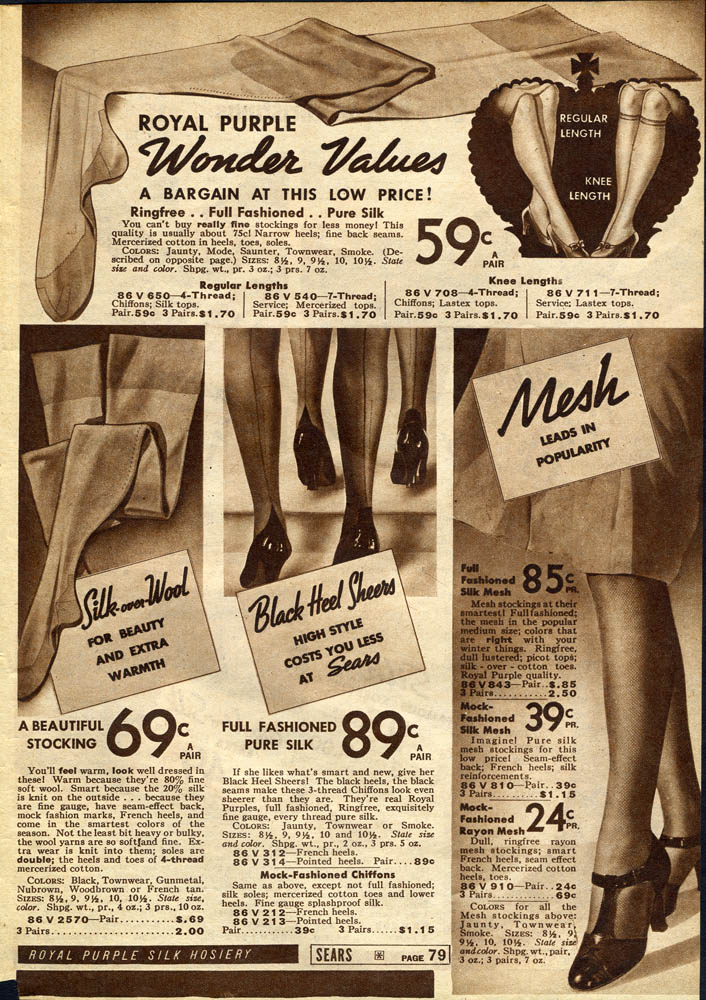 ROYAL PURPLE
Wonder Values
A BARGAIN AT THIS LOW PRICE!
Ringfree . . Full Fashioned . . Pure Silk
You can't buy really fine stockings for less money! This
quality is usually about 75c! Narrow heels; fine back seams.
Mercerized cotton in heels, toes, soles.
COLORS: Jaunty, Mode, Saunter, Townwear, Smoke. (De-
scribed on opposite page.) SIZES: 8½, 9, 9½, 10, 10½. State
size and color. Shpg. wt., pr. 3 oz.; 3 prs. 7 oz.
59c
A
PAIR
REGULAR
LENGTH
KNEE
LENGTH
Regular Lengths
86 V 650—4-Thread;
Chiffons; Silk tops.
Pair.59c 3 Pairs.$1.70
86 V 540—7-Thread;
Service; Mercerized tops.
Pair.59c 3 Pairs.$1.70
Knee Lengths
86 V 708—4-Thread;
Chiffons; Lastex tops.
Pair.59c 3 Pairs.$1.70
86 V 711—7-Thread;
Service; Lastex tops.
Pair.59c 3 Pairs.$1.70
Silk-over-Wool
FOR BEAUTY
AND EXTRA
WARMTH
A BEAUTIFUL
STOCKING
69c
A
PAIR
You'll feel warm, look well dressed in
these! Warm because they're 80% fine
soft wool. Smart because the 20% silk
is knit on the outside . . . because they
are fine gauge, have seam-effect back,
mock fashion marks, French heels, and
come in the smartest colors of the
season. Not the least bit heavy or bulky,
the wool yarns are so soft and fine. Ex-
tra wear is knit into them; soles are
double; the heels and toes of 4-thread
mercerized cotton.
COLORS: Black, Townwear, Gunmetal,
Nubrown, Woodbrown or French tan.
SIZES: 8½, 9, 9½, 10, 10½. State size,
color. Shpg. wt., pr., 4 oz.; 3 prs., 10 oz.
86 V 2570—Pair...........$.69
3 Pairs......................2.00
Black Heel Sheers
HIGH STYLE
COSTS YOU LESS
AT Sears
FULL FASHIONED
PURE SILK
89c
A
PAIR
If she likes what's smart and new, give her
Black Heel Sheers! The black heels, the black
seams make these 3-thread Chiffons look even
sheerer than they are. They're real Royal
Purples, full fashioned, Ringfree, exquisitely
fine gauge, every thread pure silk.
COLORS: Jaunty, Townwear or Smoke.
SIZES: 8½, 9, 9½, 10 and 10½. State size
and color. Shpg. wt., pr., 2 oz., 3 prs. 5 oz.
86 V 312—French heels.
86 V 314—Pointed heels. Pair....89c
Mock-Fashioned Chiffons
Same as above, except not full fashioned;
silk soles; mercerized cotton toes and lower
heels. Fine gauge splashproof silk.
86 V 212—French heels.
86 V 213—Pointed heels.
Pair..........39c 3 Pairs.....$1.15
Mesh
LEADS IN
POPULARITY
Full
Fashioned
Silk Mesh
85c
PR.
Mesh stockings at their
smartest! Full fashioned;
the mesh in the popular
medium size; colors that
are right with your
winter things. Ringfree,
dull lustered; picot tops;
silk-over-cotton toes.
Royal Purple quality.
86 V 843—Pair..$.85
3 Pairs...........2.50
Mock-
Fashioned
Silk Mesh
39c
PR.
Imagine! Pure silk
mesh stockings for this
low price! Seam-effect
back; French heels; silk
reinforcements.
86 V 810—Pair..39c
3 Pairs..........$1.15
Mock-
Fashioned
Rayon Mesh
24c
PR.
Dull, ringfree rayon
mesh stockings; smart
French heels, seam effect
back. Mercerized cotton
heels, toes.
86 V 910—Pair..24c
3 Pairs............69c
COLORS for all the
Mesh stockings above:
Jaunty, Townwear,
Smoke. SIZES: 8½, 9,
9½, 10, 10½. State size
and color. Shpg. wt., pair,
3 oz.; 3 pairs, 7 oz.
ROYAL PURPLE SILK HOSIERY
SEARS
PAGE 79